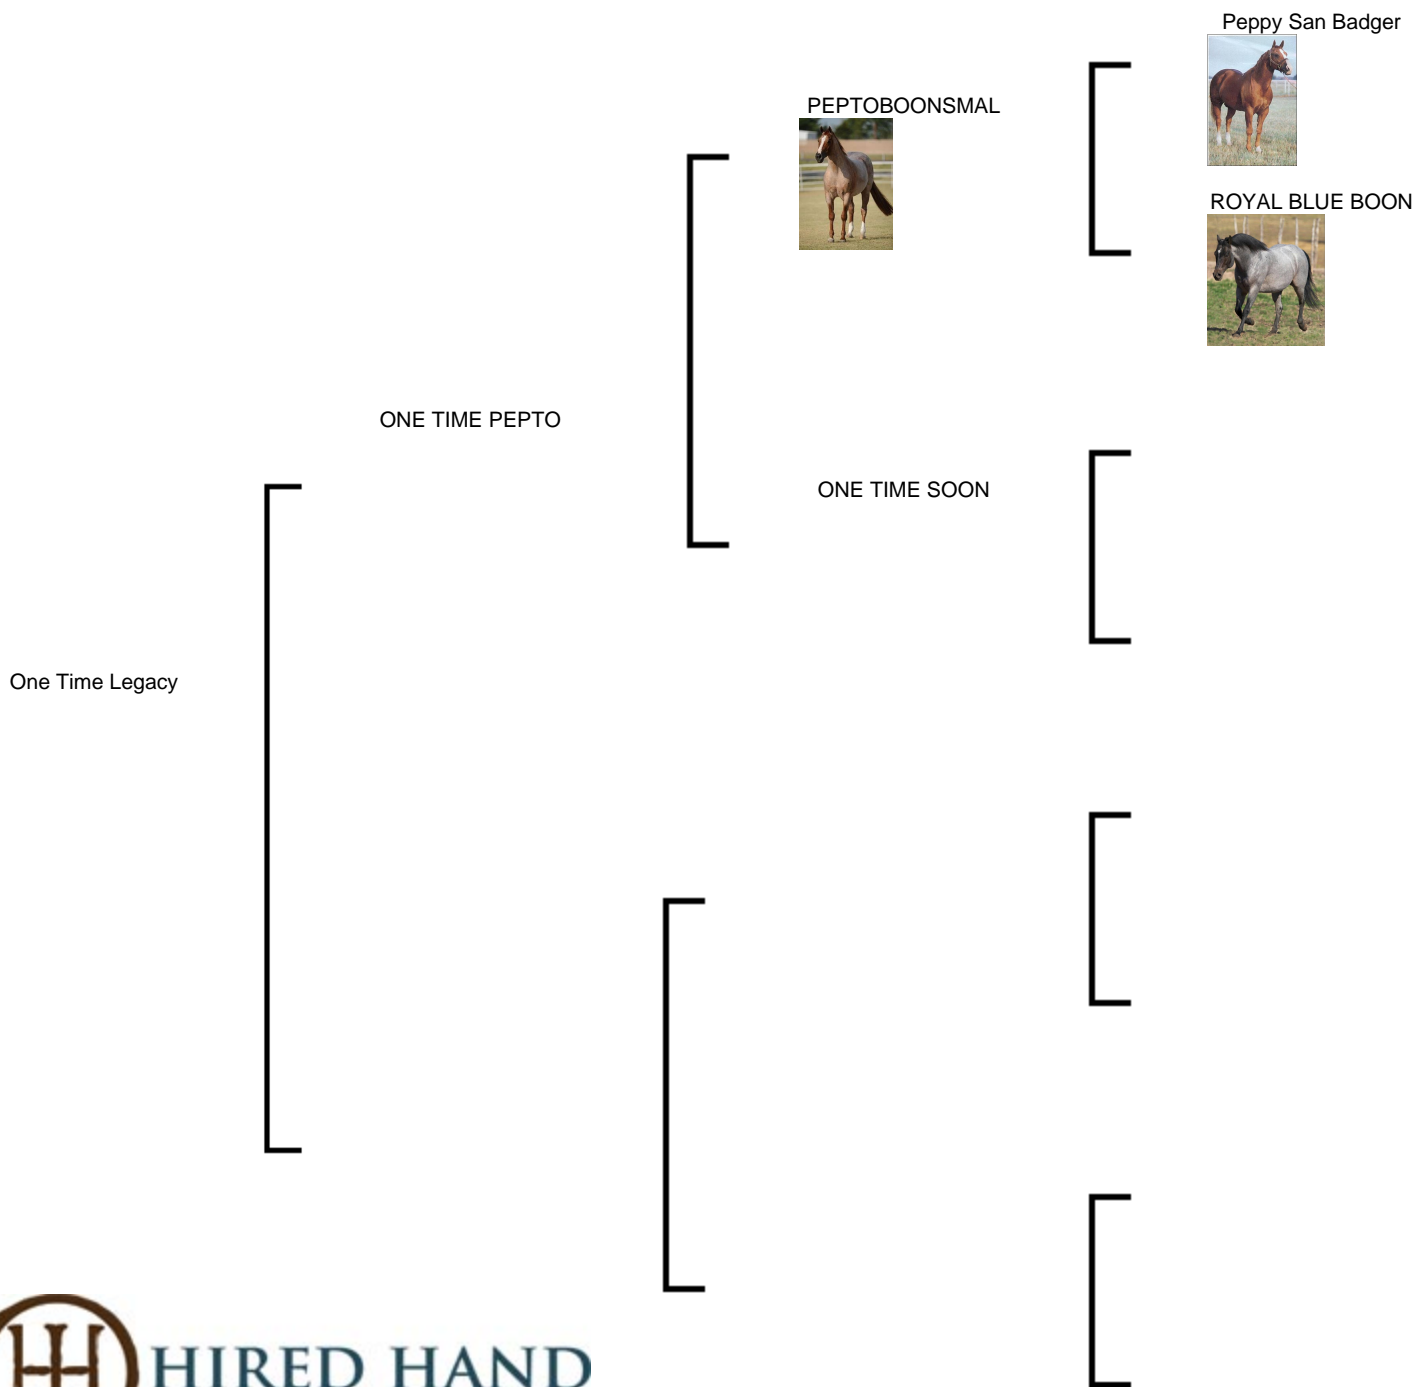 Peppy San Badger
PEPTOBOONSMAL
ROYAL BLUE BOON
ONE TIME PEPTO
ONE TIME SOON
One Time Legacy
HIRED HAND